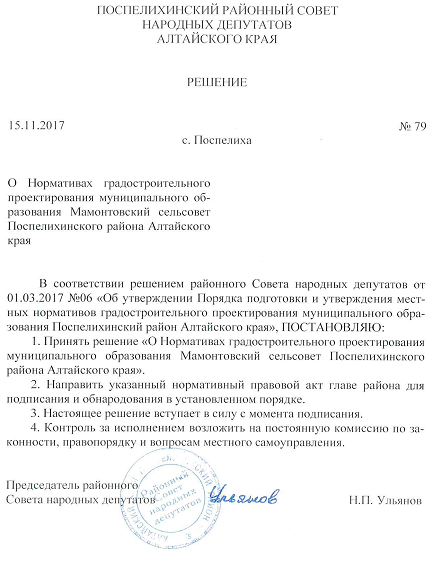 ПОСПЕЛИХИНСКИЙ РАЙОННЫЙ СОВЕТ
НАРОДНЫХ ДЕПУТАТОВ
АЛТАЙСКОГО КРАЯ
РЕШЕНИЕ
15.11.2017 № 79
с. Поспелиха
О Нормативах градостроительного
проектирования муниципального об-
разования Мамонтовский сельсовет
Поспелихинского района Алтайского
края
В соответствии решением районного Совета народных депутатов от
01.03.2017 №06 «Об утверждении Порядка подготовки и утверждения мест-
ных нормативов градостроительного проектирования муниципального обра-
зования Поспелихинский район Алтайского края», ПОСТАНОВЛЯЮ:
1. Принять решение «О Нормативах градостроительного проектирования
муниципального образования Мамонтовский сельсовет Поспелихинского
района Алтайского края».
2. Направить указанный нормативный правовой акт главе района для
подписания и обнародования в установленном порядке.
3. Настоящее решение вступает в силу с момента подписания.
4. Контроль за исполнением возложить на постоянную комиссию по за-
конности, правопорядку и вопросам местного самоуправления.
Председатель районного
Совета народных депутатов Ульянов Н.П. Ульянов
Районный
Совет
народных
депутатов